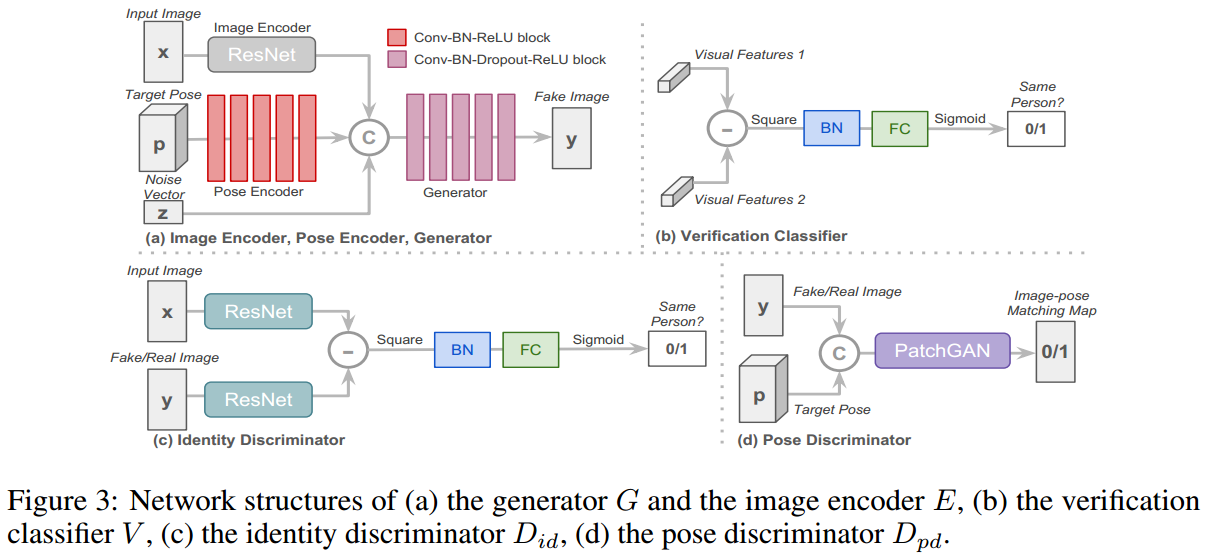 Input Image
x
Image Encoder
ResNet
Conv-BN-ReLU block
Conv-BN-Dropout-ReLU block
Target Pose
p
Pose Encoder
C
Generator
Fake Image
y
Noise
Vector
z
(a) Image Encoder, Pose Encoder, Generator
Visual Features 1
−
Square
BN
FC
Sigmoid
Same
Person?
0/1
Visual Features 2
(b) Verification Classifier
Input Image
x
ResNet
Fake/Real Image
y
ResNet
−
Square
BN
FC
Sigmoid
Same
Person?
0/1
(c) Identity Discriminator
y
Fake/Real Image
C
PatchGAN
Image-pose
Matching Map
0/1
p
Target Pose
(d) Pose Discriminator
Figure 3: Network structures of (a) the generator G and the image encoder E, (b) the verification
classifier V, (c) the identity discriminator D_id, (d) the pose discriminator D_pd.